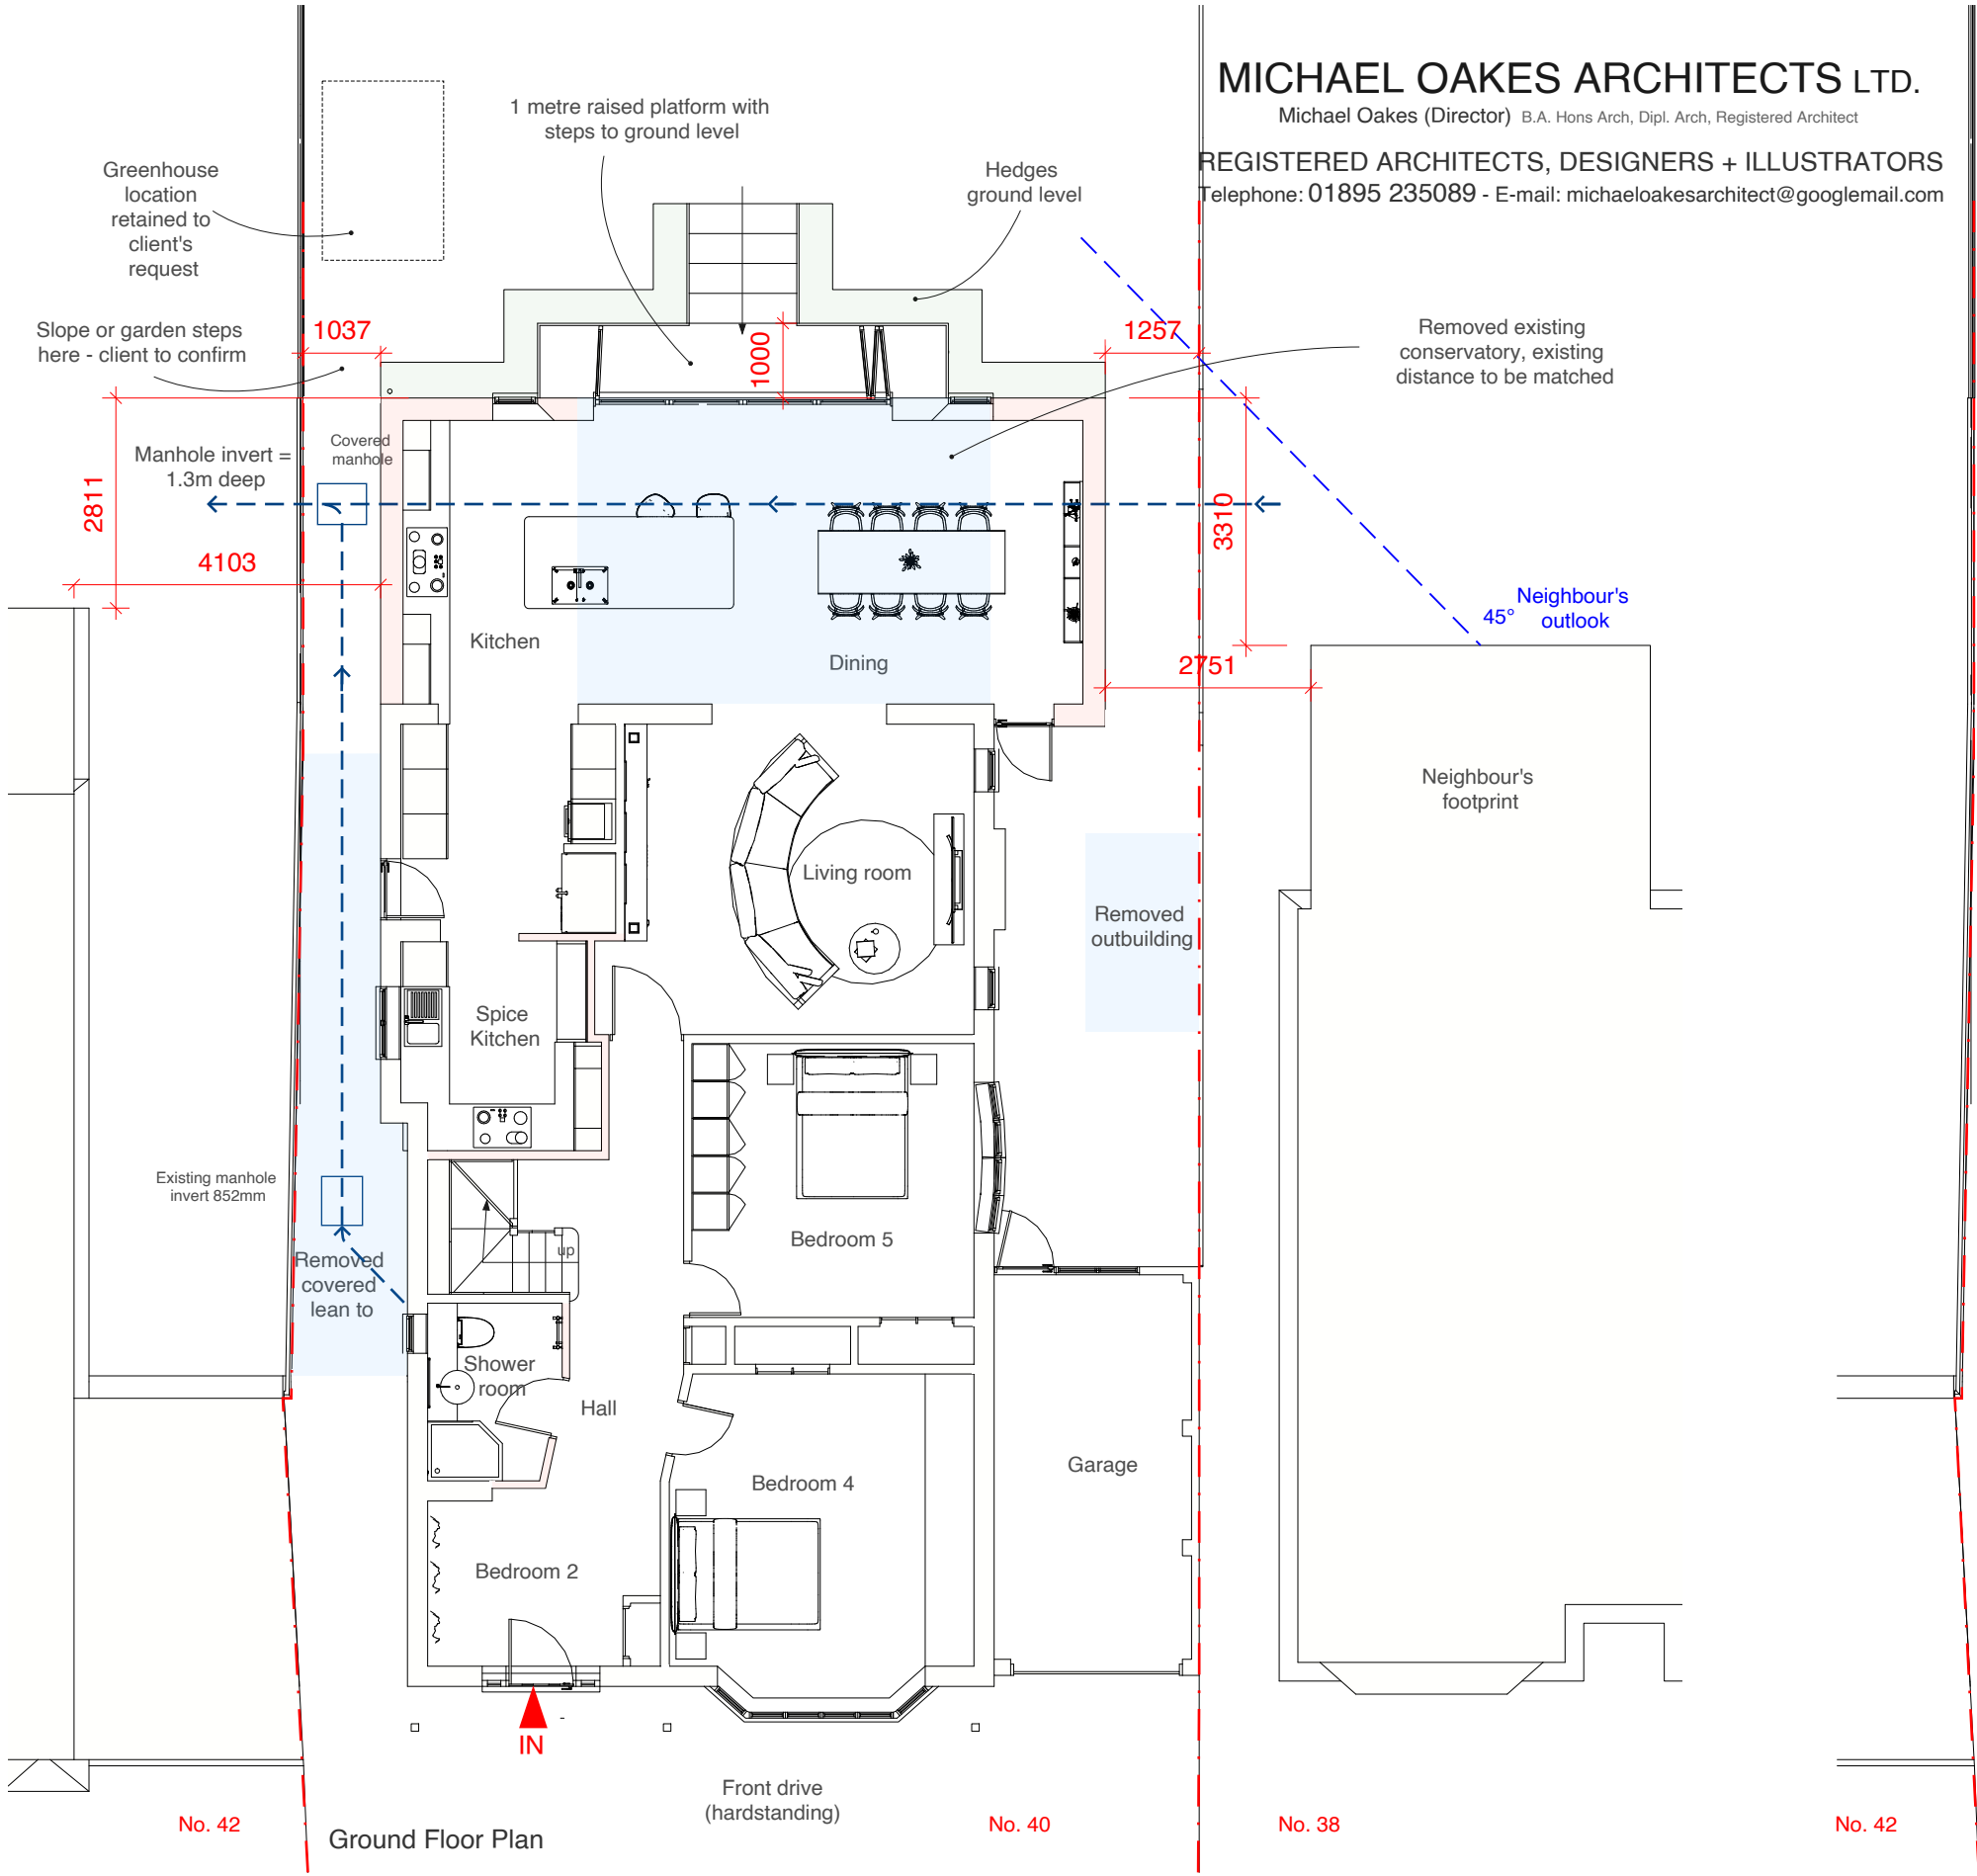 MICHAEL OAKES ARCHITECTS LTD.
Michael Oakes (Director) B.A. Hons Arch, Dipl. Arch, Registered Architect
REGISTERED ARCHITECTS, DESIGNERS + ILLUSTRATORS
Telephone: 01895 235089 - E-mail: michaeloakesarchitect@googlemail.com
1 metre raised platform with
steps to ground level
Greenhouse
location
retained to
client's
request
Hedges
ground level
Slope or garden steps
here - client to confirm
1037
1000
1257
Removed existing
conservatory, existing
distance to be matched
Covered
manhole
Manhole invert =
1.3m deep
2811
4103
3310
45°
Neighbour's
outlook
Kitchen
Dining
2751
Neighbour's
footprint
Living room
Removed
outbuilding
Spice
Kitchen
Existing manhole
invert 852mm
Bedroom 5
up
Removed
covered
lean to
Shower
room
Hall
Garage
Bedroom 4
Bedroom 2
IN
Front drive
(hardstanding)
No. 42
Ground Floor Plan
No. 40
No. 38
No. 42